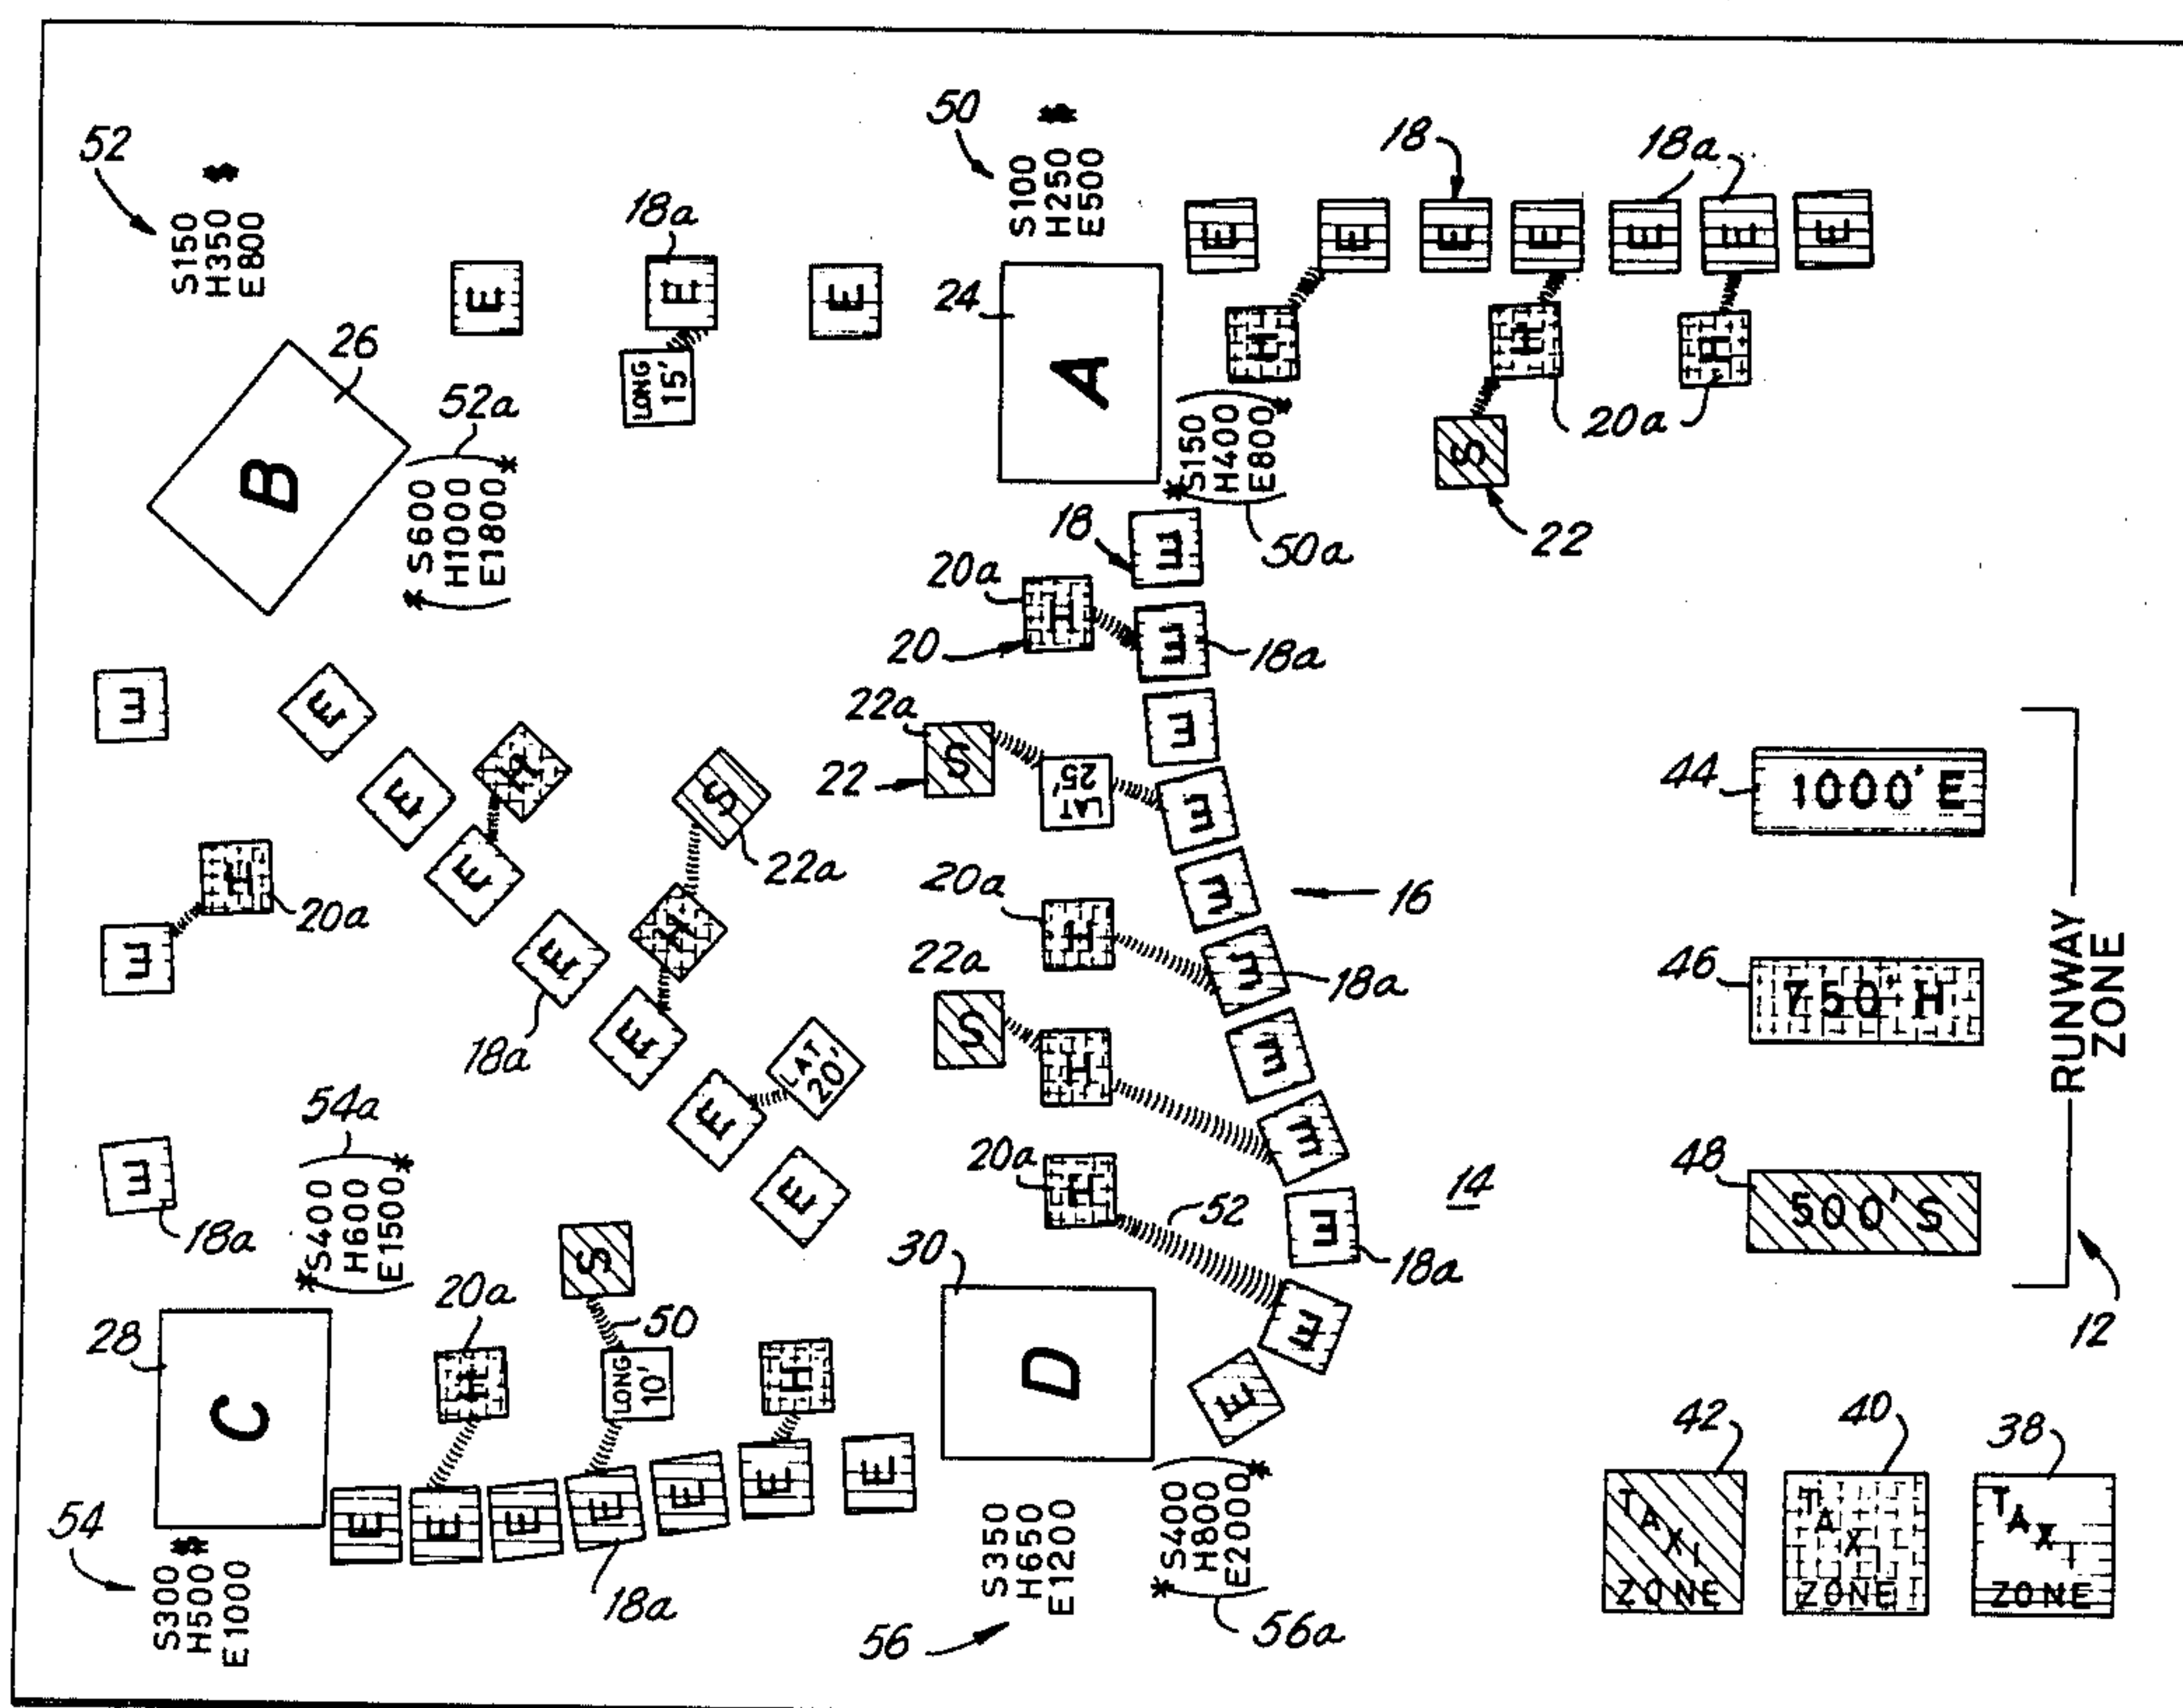 52
S150
H350
E800
26
B
52a
*S600
H1000
E1800*
18a
E
E
E
LONG
15'
50
S100
H250
E500
24
A
*S150
H400
E800*
50a
18
18a
E
E
E
E
E
E
E
H
H
H
20a
S
22
18
E
20a
H
20
E
18a
E
22a
S
22
LAT
25'
E
E
16
20a
H
E
18a
22a
S
H
E
E
20a
H
52
E
18a
14
E
E
E
E
H
20a
E
E
18a
E
E
E
H
S
22a
E
18a
H
E
E
LAT
20'
E
54a
*S400
H600
E1500*
28
C
54
S300
H500
E1000
20a
H
S
50
LONG
10'
H
E
E
E
E
E
E
E
18a
30
D
S350
H650
E1200
56
*S400
H800
E2000*
56a
44
1000'E
46
750'H
48
500'S
RUNWAY
ZONE
12
42
TAXI
ZONE
40
TAXI
ZONE
38
TAXI
ZONE